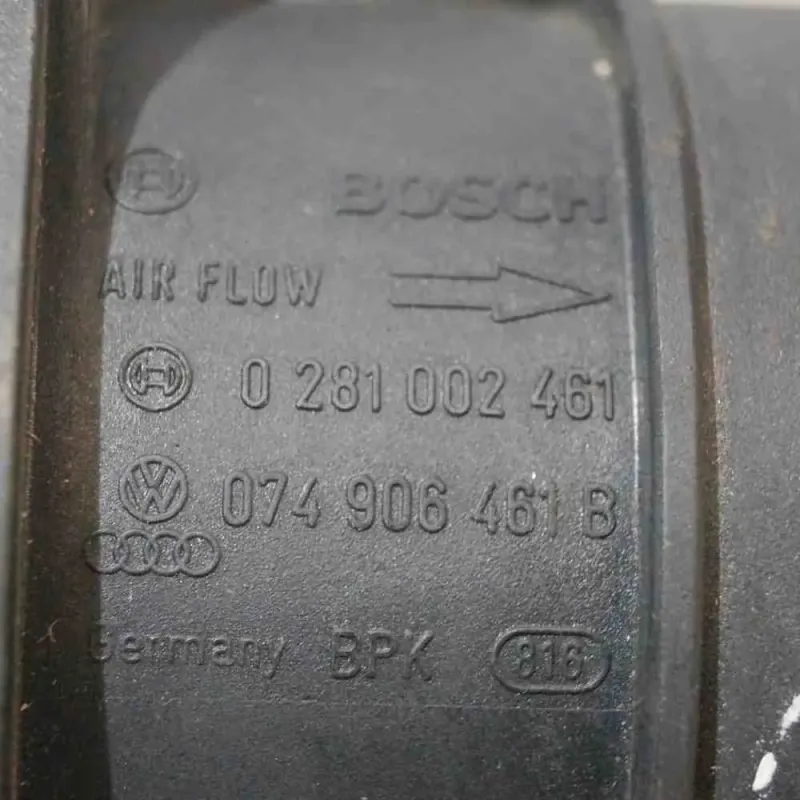 BOSCH
AIR FLOW
0 281 002 461
074 906 461 B
Germany BPK 816